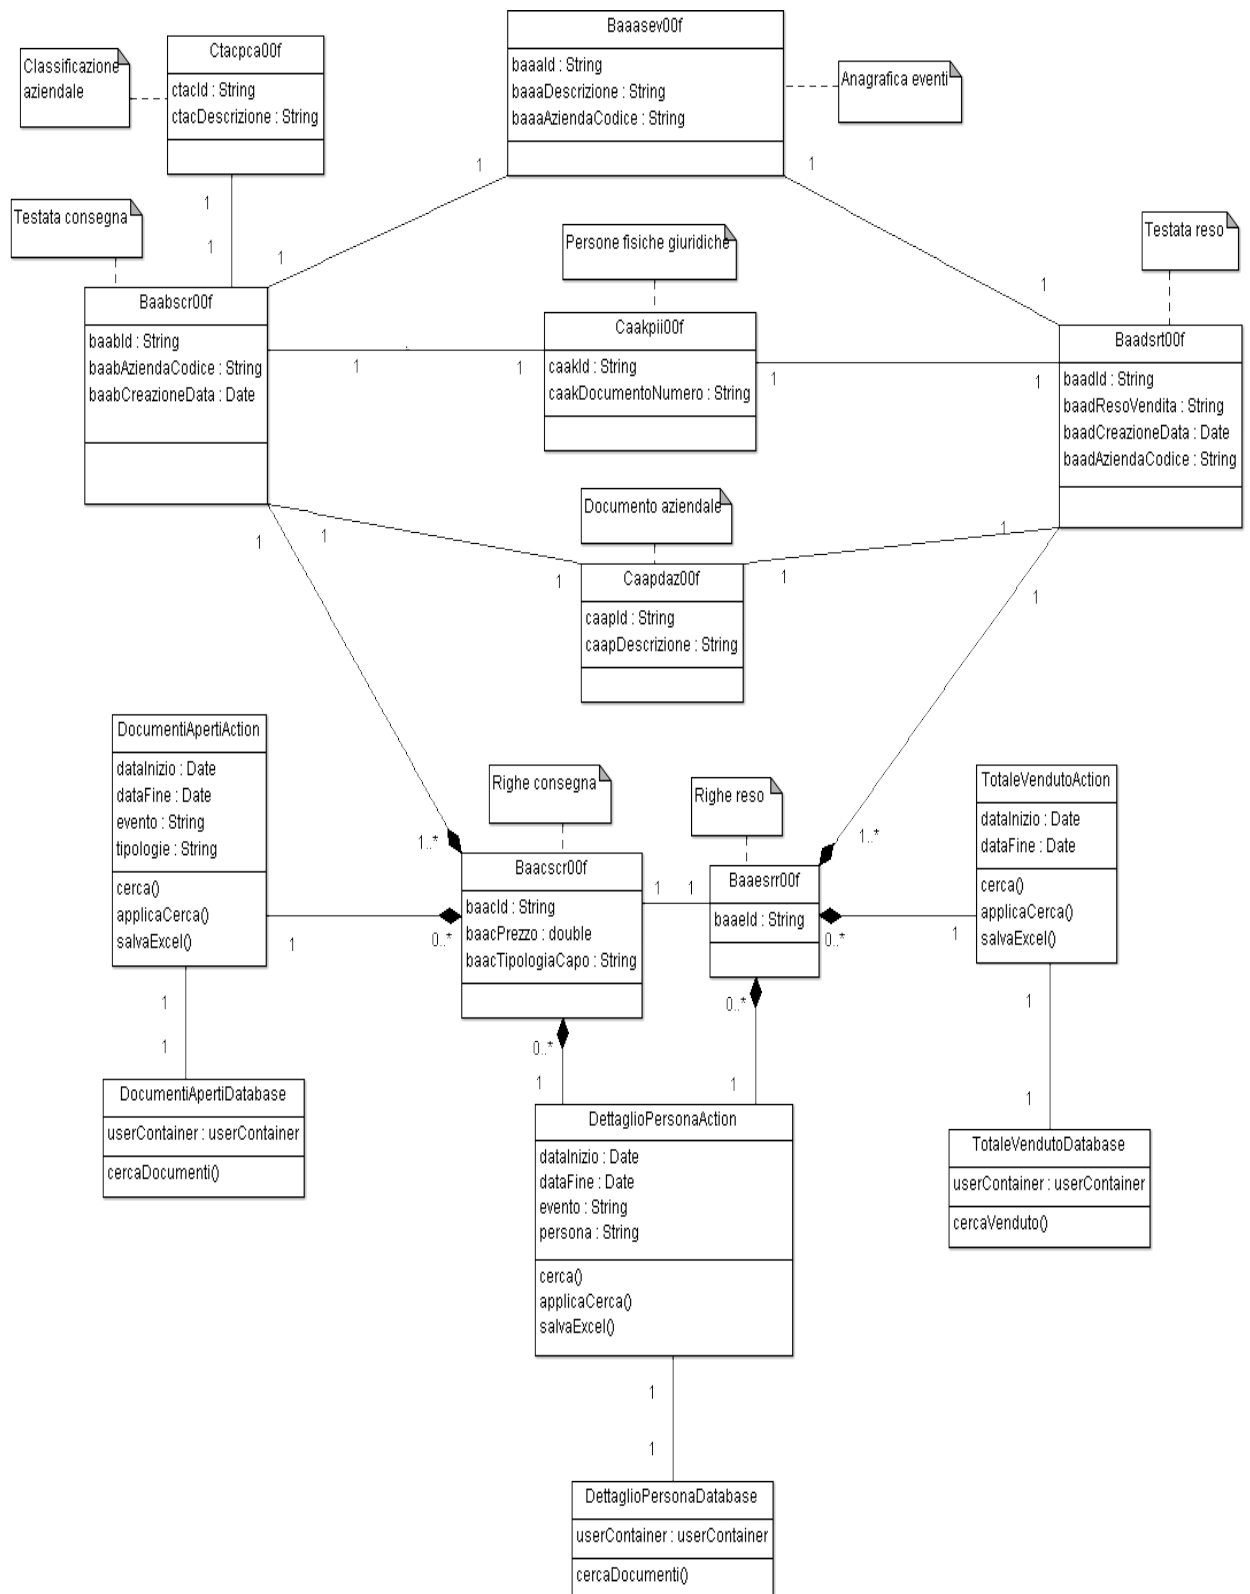 Baaasev00f
baaaId : String
baaaDescrizione : String
baaaAziendaCodice : String
Ctacpca00f
ctacId : String
ctacDescrizione : String
Classificazione
aziendale
Anagrafica eventi
1
1
1
1
1
1
Testata consegna
Persone fisiche giuridiche
Testata reso
Baabscr00f
baabId : String
baabAziendaCodice : String
baabCreazioneData : Date
Caakpii00f
caakId : String
caakDocumentoNumero : String
Baadsrt00f
baadId : String
baadResoVendita : String
baadCreazioneData : Date
baadAziendaCodice : String
1
1
1
1
Documento aziendale
1
1
1
1
1
1
Caapdaz00f
caapId : String
caapDescrizione : String
DocumentiApertiAction
dataInizio : Date
dataFine : Date
evento : String
tipologie : String
cerca()
applicaCerca()
salvaExcel()
Righe consegna
Righe reso
TotaleVendutoAction
dataInizio : Date
dataFine : Date
cerca()
applicaCerca()
salvaExcel()
1..*
1..*
Baacscr00f
baacId : String
baacPrezzo : double
baacTipologiaCapo : String
1
1
Baaesrr00f
baaeId : String
1
0..*
0..*
1
1
1
0..*
1
0..*
1
1
1
DocumentiApertiDatabase
userContainer : userContainer
cercaDocumenti()
DettaglioPersonaAction
dataInizio : Date
dataFine : Date
evento : String
persona : String
cerca()
applicaCerca()
salvaExcel()
TotaleVendutoDatabase
userContainer : userContainer
cercaVenduto()
1
1
DettaglioPersonaDatabase
userContainer : userContainer
cercaDocumenti()